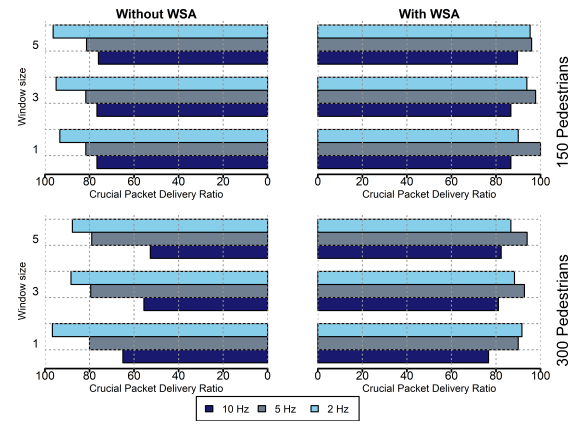 Without WSA
With WSA
Window size
5
3
1
100 80 60 40 20 0
Crucial Packet Delivery Ratio
0 20 40 60 80 100
Crucial Packet Delivery Ratio
150 Pedestrians
Window size
5
3
1
100 80 60 40 20 0
Crucial Packet Delivery Ratio
0 20 40 60 80 100
Crucial Packet Delivery Ratio
300 Pedestrians
10 Hz 5 Hz 2 Hz